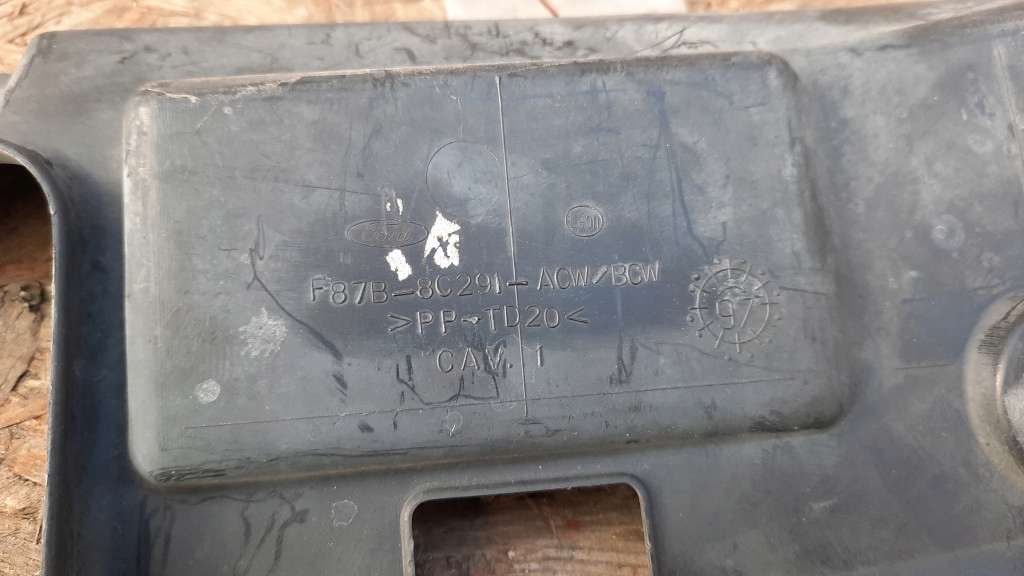 Ford
F87B-8C291-ACW/BCW
>PP-TD20<
CAV. 1
97